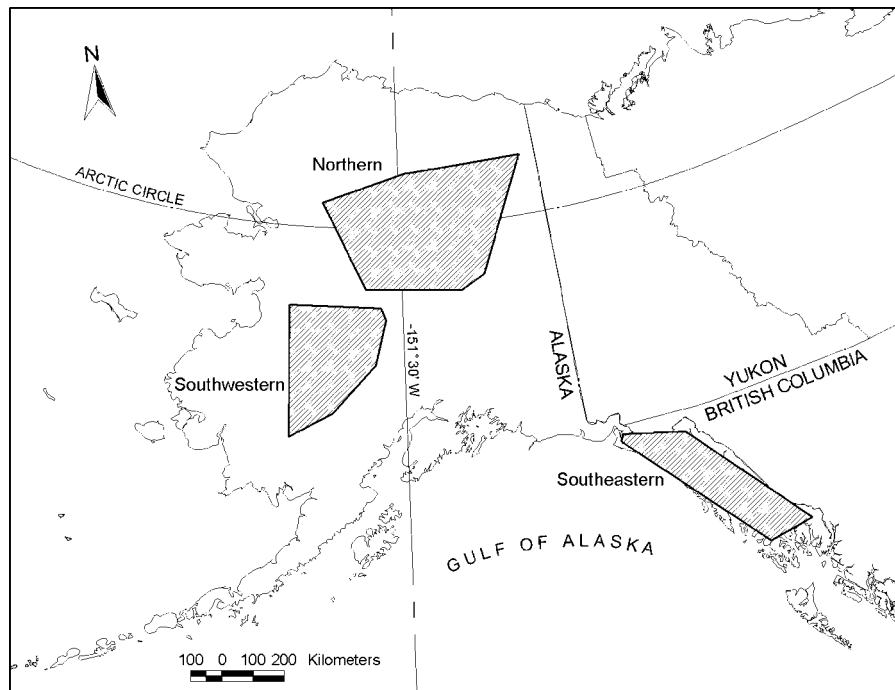 N
ARCTIC CIRCLE
Northern
-151° 30' W
ALASKA
YUKON
BRITISH COLUMBIA
Southwestern
Southeastern
GULF OF ALASKA
100 0 100 200 Kilometers